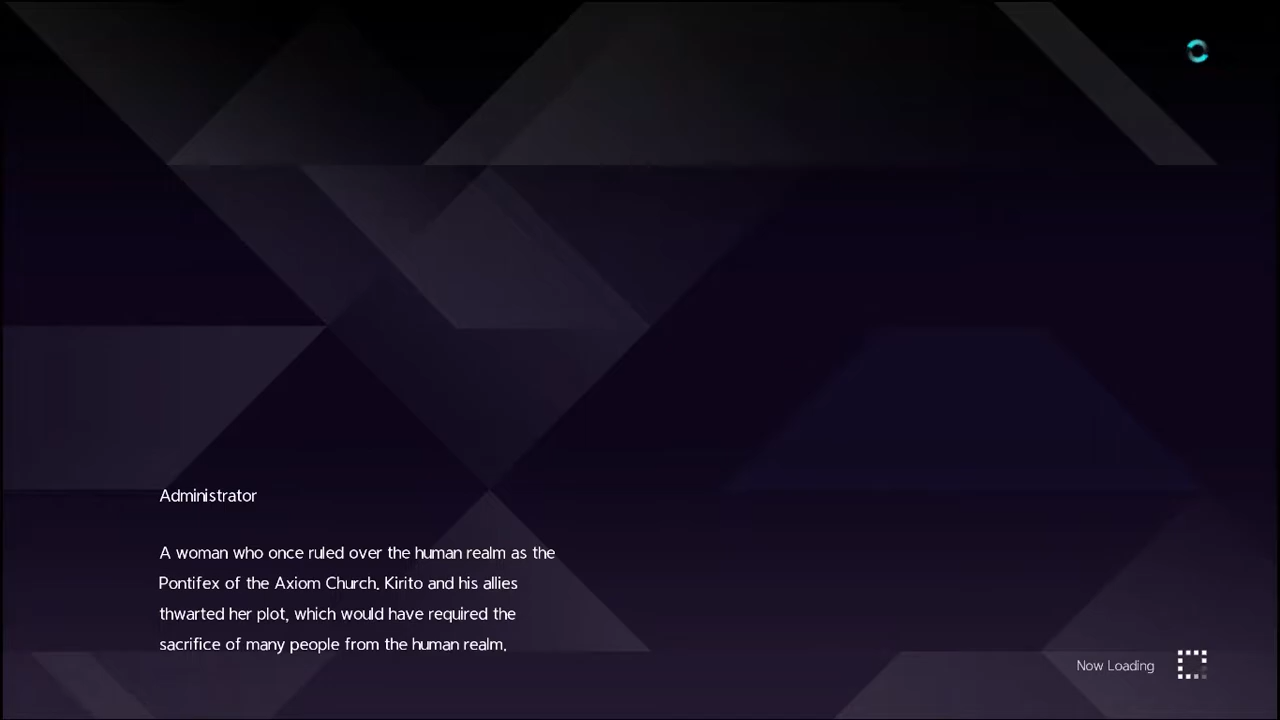 Administrator
A woman who once ruled over the human realm as the
Pontifex of the Axiom Church. Kirito and his allies
thwarted her plot, which would have required the
sacrifice of many people from the human realm.
Now Loading